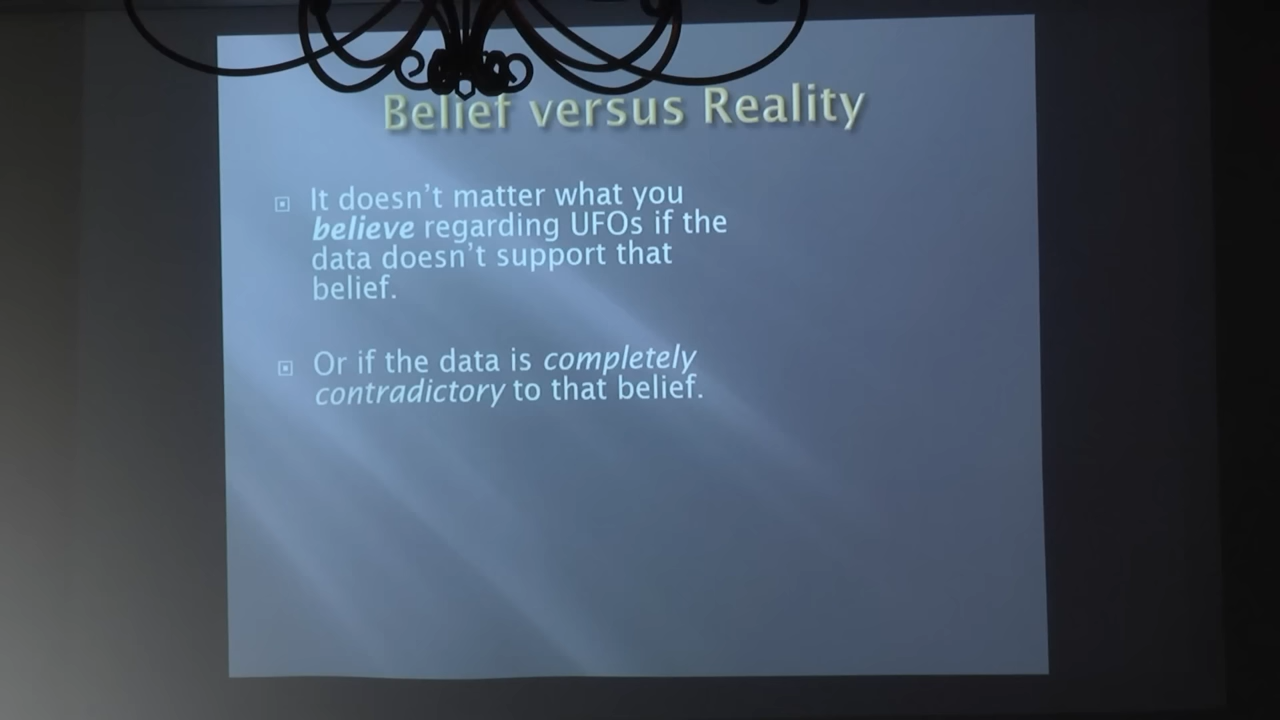 Belief versus Reality
It doesn't matter what you
believe regarding UFOs if the
data doesn't support that
belief.
Or if the data is completely
contradictory to that belief.